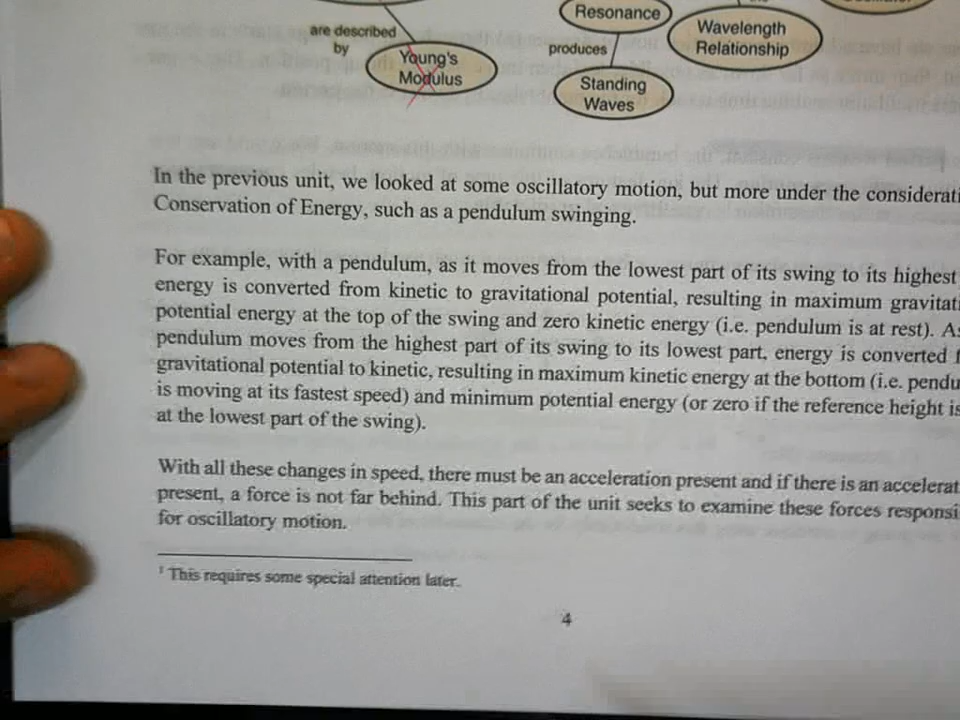 are described
by
Young's
Modulus
Resonance
produces
Standing
Waves
Wavelength
Relationship
In the previous unit, we looked at some oscillatory motion, but more under the considerati
Conservation of Energy, such as a pendulum swinging.
For example, with a pendulum, as it moves from the lowest part of its swing to its highest
energy is converted from kinetic to gravitational potential, resulting in maximum gravitati
potential energy at the top of the swing and zero kinetic energy (i.e. pendulum is at rest). As
pendulum moves from the highest part of its swing to its lowest part, energy is converted f
gravitational potential to kinetic, resulting in maximum kinetic energy at the bottom (i.e. pendu
is moving at its fastest speed) and minimum potential energy (or zero if the reference height is
at the lowest part of the swing).
With all these changes in speed, there must be an acceleration present and if there is an accelerat
present, a force is not far behind. This part of the unit seeks to examine these forces responsi
for oscillatory motion.
¹ This requires some special attention later.
4